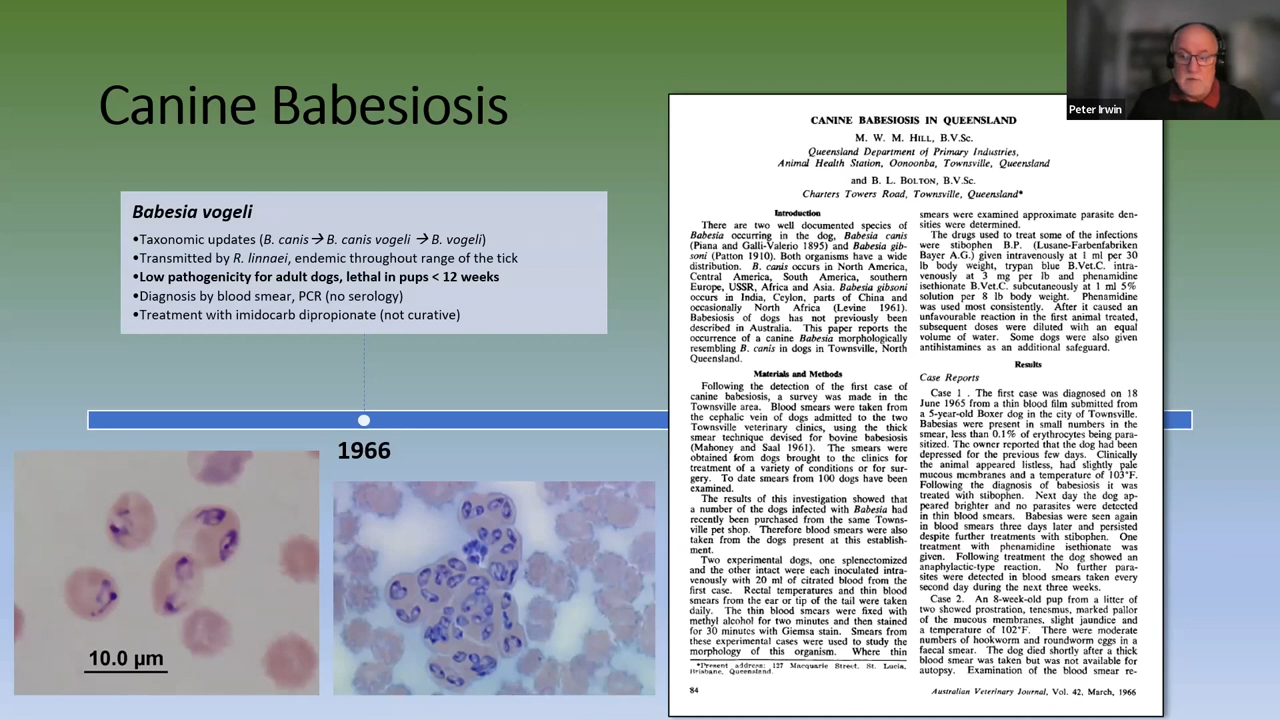 Canine Babesiosis
Babesia vogeli
•Taxonomic updates (B. canis → B. canis vogeli → B. vogeli)
•Transmitted by R. linnaei, endemic throughout range of the tick
•Low pathogenicity for adult dogs, lethal in pups < 12 weeks
•Diagnosis by blood smear, PCR (no serology)
•Treatment with imidocarb dipropionate (not curative)
1966
10.0 µm
Peter Irwin
CANINE BABESIOSIS IN QUEENSLAND
M. W. M. HILL, B.V.Sc.
Queensland Department of Primary Industries,
Animal Health Station, Oonoonba, Townsville, Queensland
and B. L. BOLTON, B.V.Sc.
Charters Towers Road, Townsville, Queensland*
Introduction
There are two well documented species of
Babesia occurring in the dog, Babesia canis
(Piana and Galli-Valerio 1895) and Babesia gib-
soni (Patton 1910). Both organisms have a wide
distribution. B. canis occurs in North America,
Central America, South America, southern
Europe, USSR, Africa and Asia. Babesia gibsoni
occurs in India, Ceylon, parts of China and
occasionally North Africa (Levine 1961).
Babesiosis of dogs has not previously been
described in Australia. This paper reports the
occurrence of a canine Babesia morphologically
resembling B. canis in dogs in Townsville, North
Queensland.
Materials and Methods
Following the detection of the first case of
canine babesiosis, a survey was made in the
Townsville area. Blood smears were taken from
the cephalic vein of dogs admitted to the two
Townsville veterinary clinics, using the thick
smear technique devised for bovine babesiosis
(Mahoney and Saal 1961). The smears were
obtained from dogs brought to the clinics for
treatment of a variety of conditions or for sur-
gery. To date smears from 100 dogs have been
examined.
The results of this investigation showed that
a number of the dogs infected with Babesia had
recently been purchased from the same Towns-
ville pet shop. Therefore blood smears were also
taken from the dogs present at this establish-
ment.
Two experimental dogs, one splenectomized
and the other intact were each inoculated intra-
venously with 20 ml of citrated blood from the
first case. Rectal temperatures and thin blood
smears from the ear or tip of the tail were taken
daily. The thin blood smears were fixed with
methyl alcohol for two minutes and then stained
for 30 minutes with Giemsa stain. Smears from
these experimental cases were used to study the
morphology of this organism. Where thin
*Present address: 127 Macquarie Street, St. Lucia,
Brisbane, Queensland.
84
smears were examined approximate parasite den-
sities were determined.
The drugs used to treat some of the infections
were stibophen B.P. (Lusane-Farbenfabriken
Bayer A.G.) given intravenously at 1 ml per 30
lb body weight, trypan blue B.Vet.C. intra-
venously at 3 mg per lb and phenamidine
isethionate B.Vet.C. subcutaneously at 1 ml 5%
solution per 8 lb body weight. Phenamidine
was used most consistently. After it caused an
unfavourable reaction in the first animal treated,
subsequent doses were diluted with an equal
volume of water. Some dogs were also given
antihistamines as an additional safeguard.
Results
Case Reports
Case 1 . The first case was diagnosed on 18
June 1965 from a thin blood film submitted from
a 5-year-old Boxer dog in the city of Townsville.
Babesias were present in small numbers in the
smear, less than 0.1% of erythrocytes being para-
sitized. The owner reported that the dog had been
depressed for the previous few days. Clinically
the animal appeared listless, had slightly pale
mucous membranes and a temperature of 103°F.
Following the diagnosis of babesiosis it was
treated with stibophen. Next day the dog ap-
peared brighter and no parasites were detected
in thin blood smears. Babesias were seen again
in blood smears three days later and persisted
despite further treatments with stibophen. One
treatment with phenamidine isethionate was
given. Following treatment the dog showed an
anaphylactic-type reaction. No further para-
sites were detected in blood smears taken every
second day during the next three weeks.
Case 2. An 8-week-old pup from a litter of
two showed prostration, tenesmus, marked pallor
of the mucous membranes, slight jaundice and
a temperature of 102°F. There were moderate
numbers of hookworm and roundworm eggs in a
faecal smear. The dog died shortly after a thick
blood smear was taken but was not available for
autopsy. Examination of the blood smear re-
Australian Veterinary Journal, Vol. 42, March, 1966